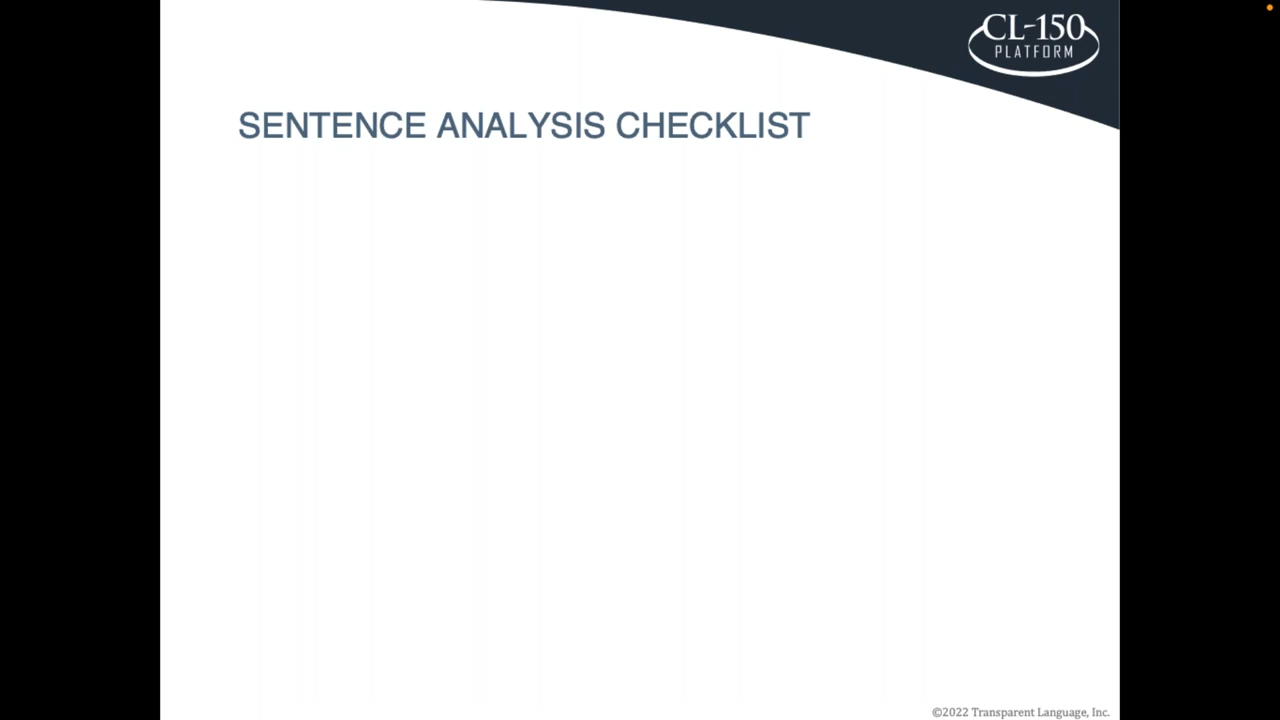 CL-150
PLATFORM
SENTENCE ANALYSIS CHECKLIST
©2022 Transparent Language, Inc.